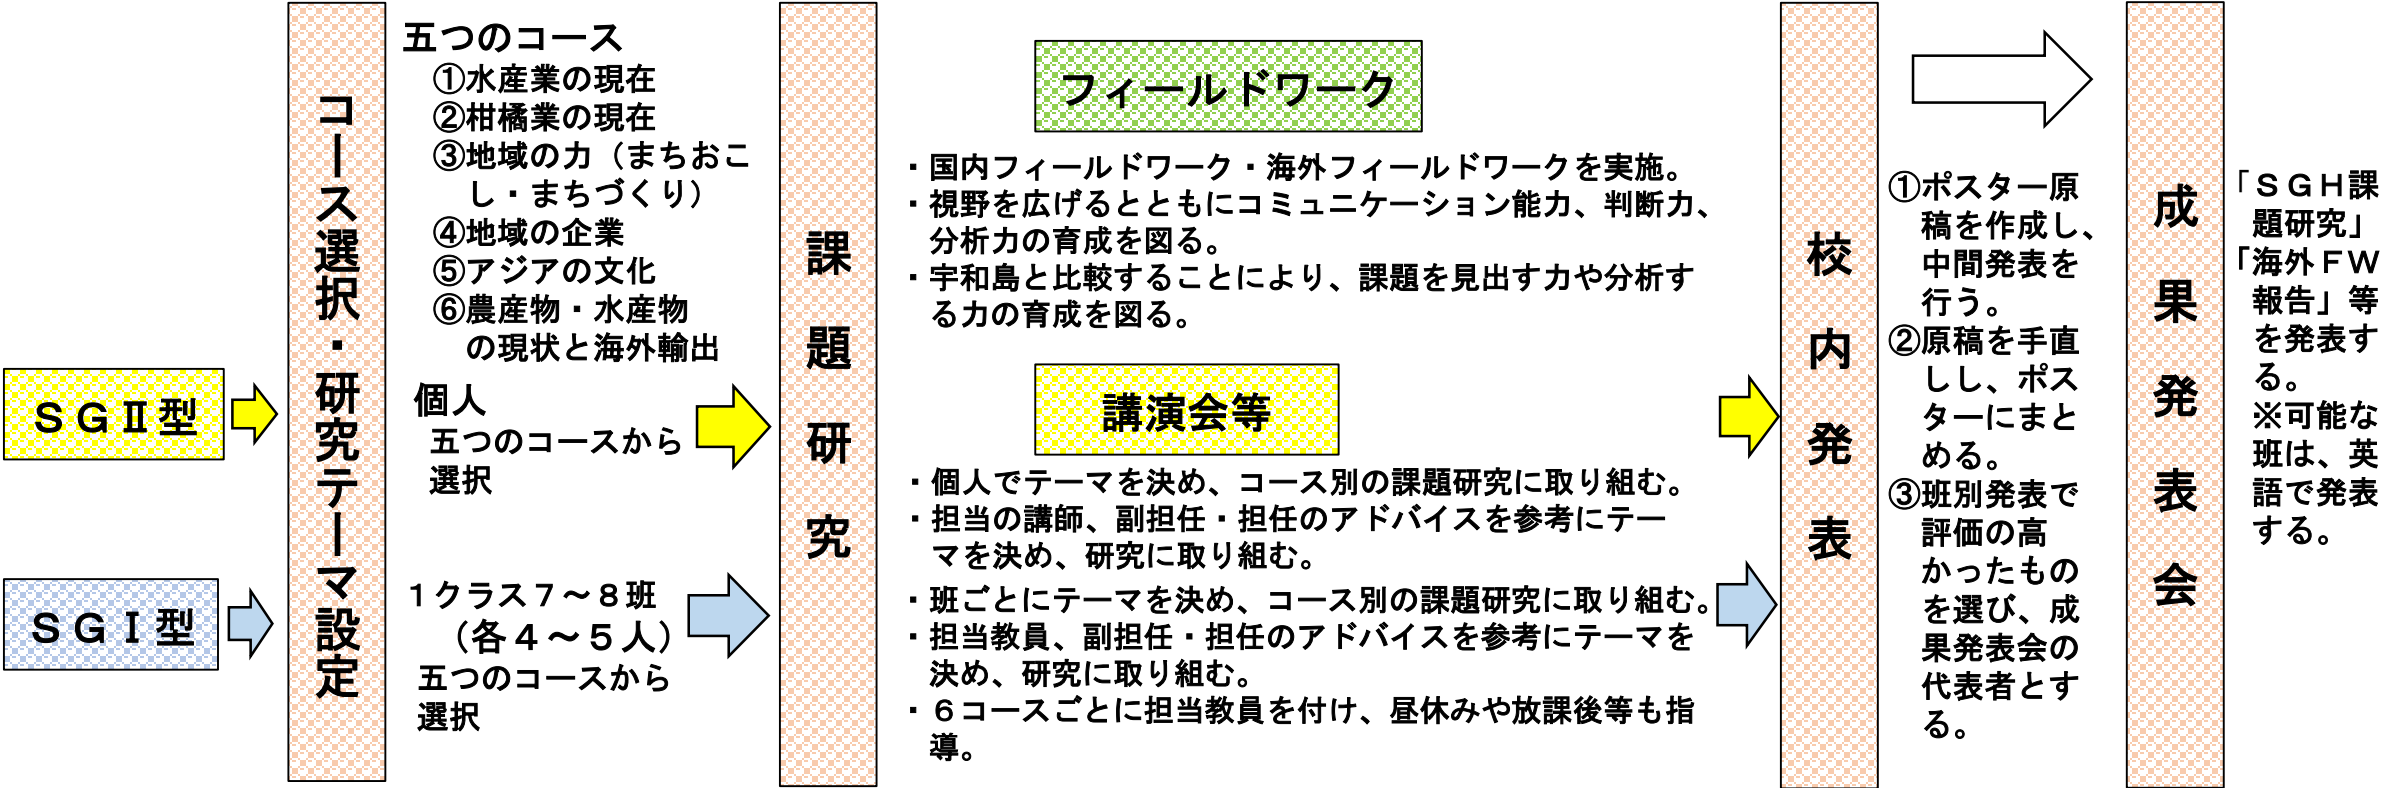 ＳＧⅡ型
ＳＧⅠ型
コース選択・研究テーマ設定
五つのコース
①水産業の現在
②柑橘業の現在
③地域の力（まちおこ
し・まちづくり）
④地域の企業
⑤アジアの文化
⑥農産物・水産物
の現状と海外輸出
個人
五つのコースから
選択
１クラス７～８班
（各４～５人）
五つのコースから
選択
課題研究
フィールドワーク
・国内フィールドワーク・海外フィールドワークを実施。
・視野を広げるとともにコミュニケーション能力、判断力、
分析力の育成を図る。
・宇和島と比較することにより、課題を見出す力や分析す
る力の育成を図る。
講演会等
・個人でテーマを決め、コース別の課題研究に取り組む。
・担当の講師、副担任・担任のアドバイスを参考にテー
マを決め、研究に取り組む。
・班ごとにテーマを決め、コース別の課題研究に取り組む。
・担当教員、副担任・担任のアドバイスを参考にテーマを
決め、研究に取り組む。
・６コースごとに担当教員を付け、昼休みや放課後等も指
導。
校内発表
①ポスター原
稿を作成し、
中間発表を
行う。
②原稿を手直
しし、ポス
ターにまと
める。
③班別発表で
評価の高
かったもの
を選び、成
果発表会の
代表者とす
る。
成果発表会
「ＳＧＨ課
題研究」
「海外ＦＷ
報告」等
を発表す
る。
※可能な
班は、英
語で発表
する。